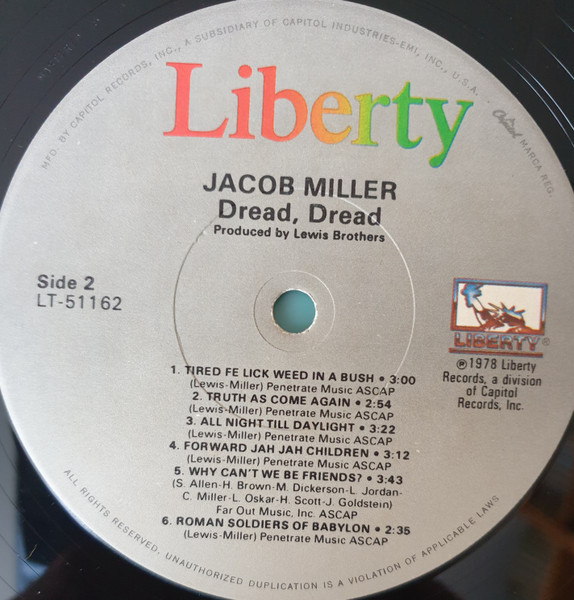 MFD. BY CAPITOL RECORDS, INC., A SUBSIDIARY OF CAPITOL INDUSTRIES-EMI, INC., U.S.A.
Capitol MARCA REG.
Liberty
JACOB MILLER
Dread, Dread
Produced by Lewis Brothers
Side 2
LT-51162
LIBERTY®
℗1978 Liberty
Records, a division
of Capitol
Records, Inc.
1. TIRED FE LICK WEED IN A BUSH • 3:00
(Lewis-Miller) Penetrate Music ASCAP
2. TRUTH AS COME AGAIN • 2:54
(Lewis-Miller) Penetrate Music ASCAP
3. ALL NIGHT TILL DAYLIGHT • 3:22
(Lewis-Miller) Penetrate Music ASCAP
4. FORWARD JAH JAH CHILDREN • 3:12
(Lewis-Miller) Penetrate Music ASCAP
5. WHY CAN'T WE BE FRIENDS? • 3:43
(S. Allen-H. Brown-M. Dickerson-L. Jordan-
C. Miller-L. Oskar-H. Scott-J. Goldstein)
Far Out Music, Inc. ASCAP
6. ROMAN SOLDIERS OF BABYLON • 2:35
(Lewis-Miller) Penetrate Music ASCAP
ALL RIGHTS RESERVED. UNAUTHORIZED DUPLICATION IS A VIOLATION OF APPLICABLE LAWS